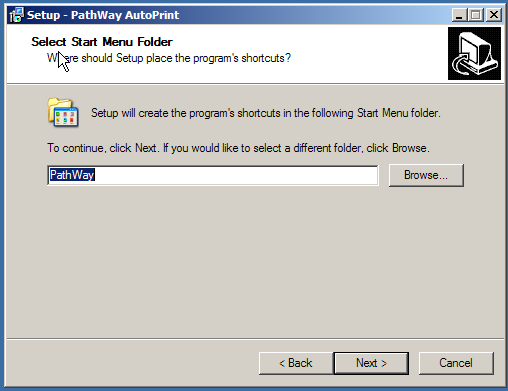 Setup - PathWay AutoPrint
Select Start Menu Folder
Where should Setup place the program's shortcuts?
Setup will create the program's shortcuts in the following Start Menu folder.
To continue, click Next. If you would like to select a different folder, click Browse.
PathWay
Browse...
< Back
Next >
Cancel